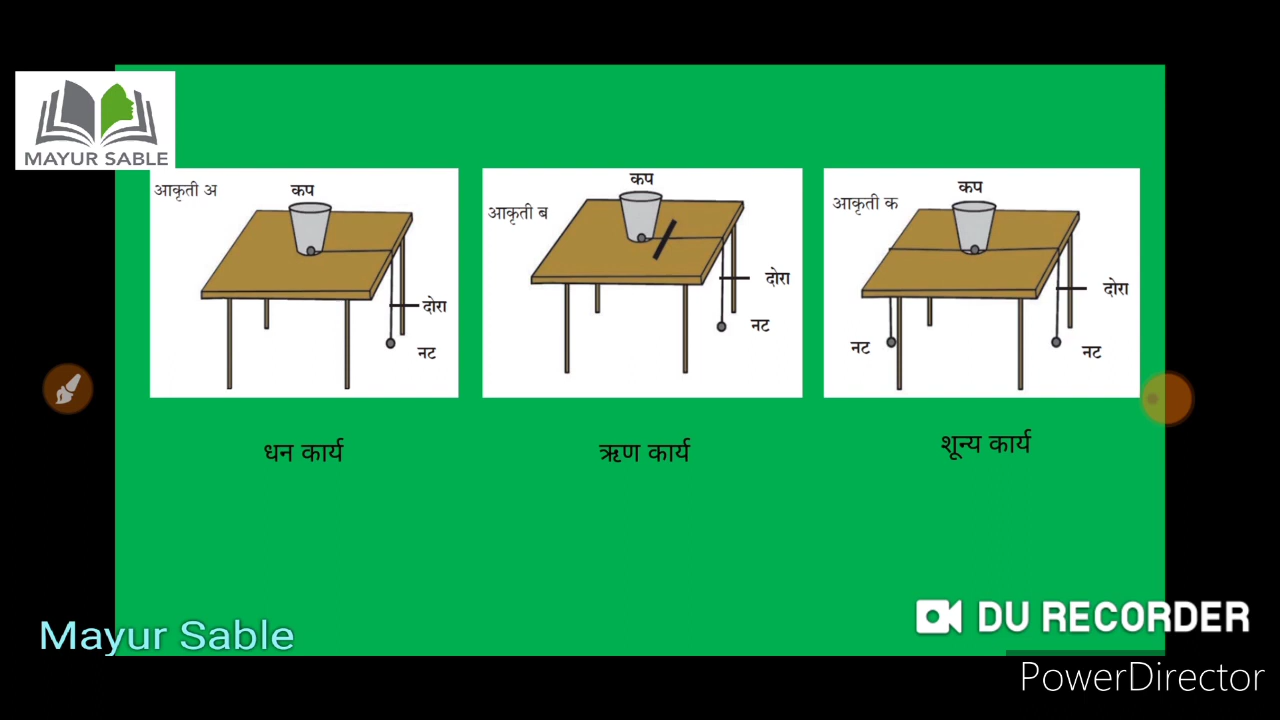 MAYUR SABLE
आकृती अ
कप
दोरा
नट
धन कार्य
आकृती ब
कप
दोरा
नट
ऋण कार्य
आकृती क
कप
दोरा
नट
नट
शून्य कार्य
Mayur Sable
DU RECORDER
PowerDirector